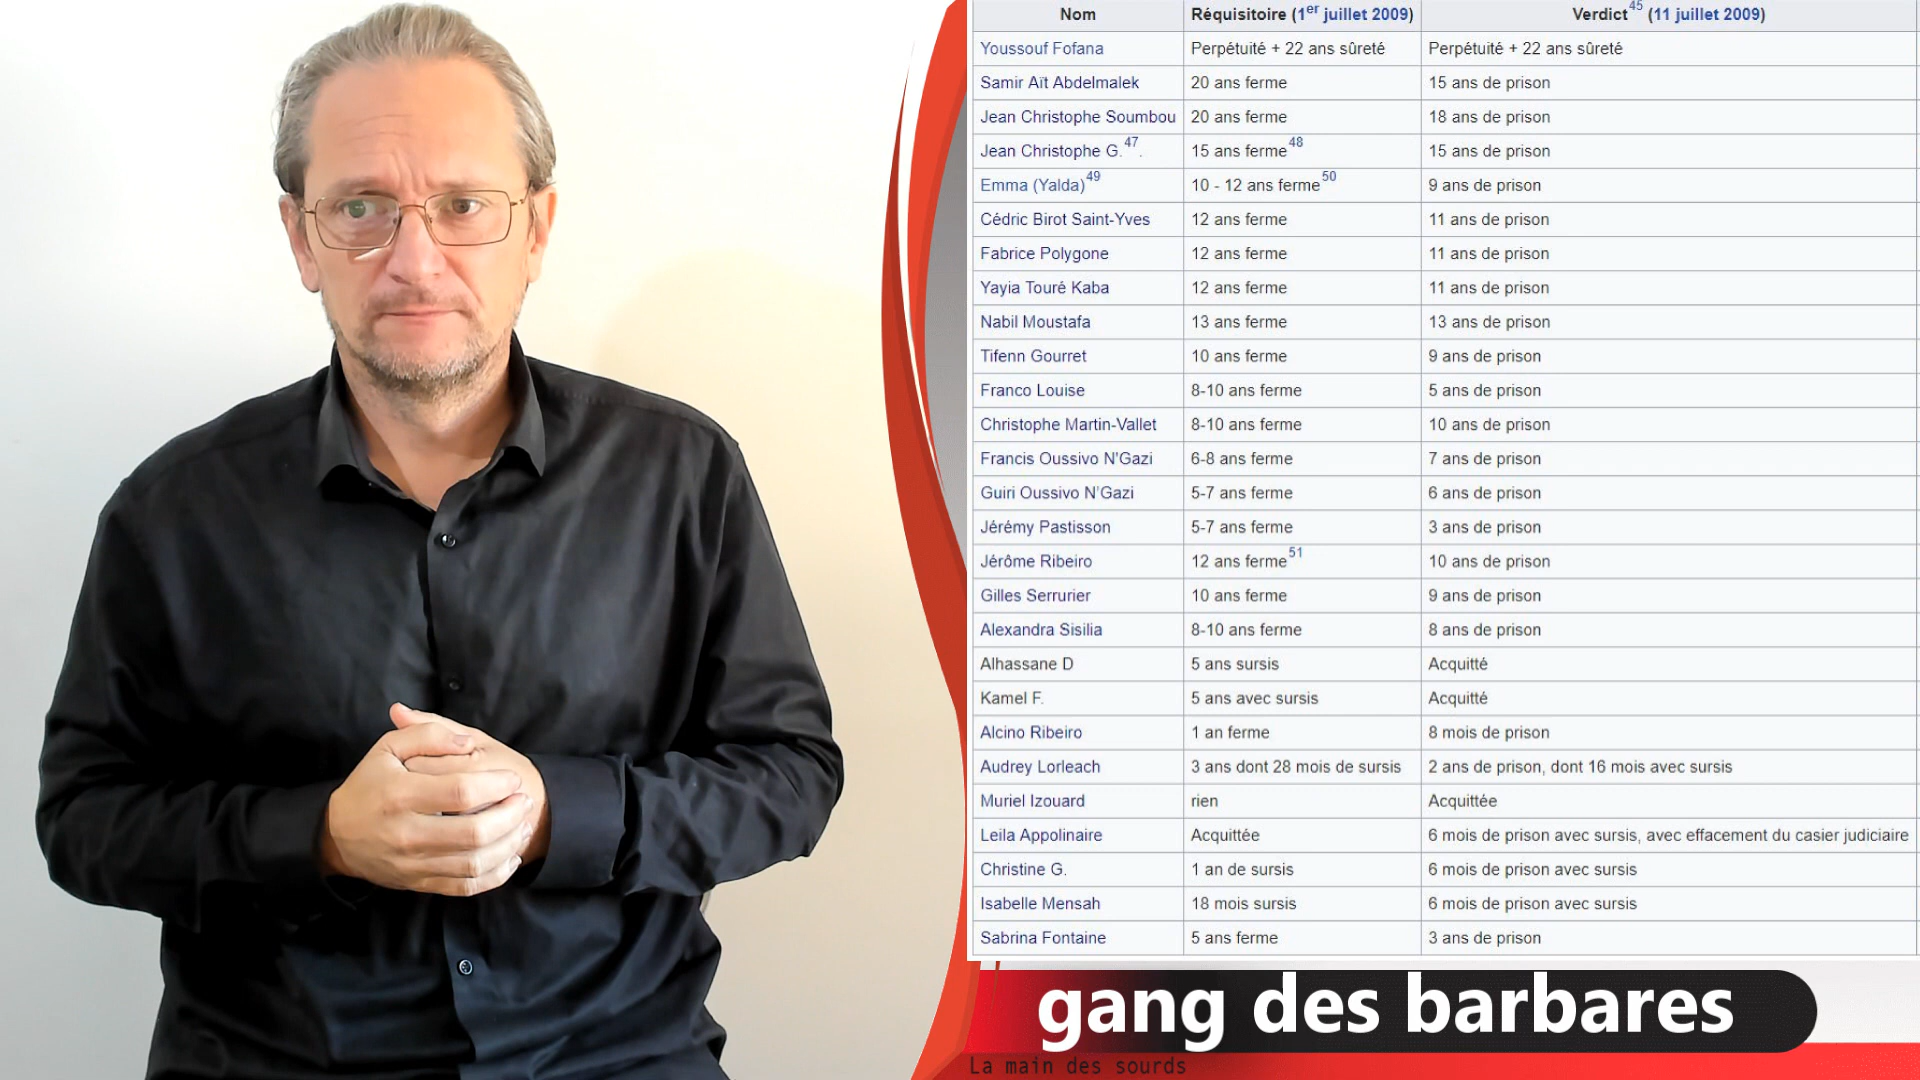 Nom Réquisitoire (1er juillet 2009) Verdict45 (11 juillet 2009)
Youssouf Fofana Perpétuité + 22 ans sûreté Perpétuité + 22 ans sûreté
Samir Aït Abdelmalek 20 ans ferme 15 ans de prison
Jean Christophe Soumbou 20 ans ferme 18 ans de prison
Jean Christophe G.47. 15 ans ferme48 15 ans de prison
Emma (Yalda)49 10 - 12 ans ferme50 9 ans de prison
Cédric Birot Saint-Yves 12 ans ferme 11 ans de prison
Fabrice Polygone 12 ans ferme 11 ans de prison
Yayia Touré Kaba 12 ans ferme 11 ans de prison
Nabil Moustafa 13 ans ferme 13 ans de prison
Tifenn Gourret 10 ans ferme 9 ans de prison
Franco Louise 8-10 ans ferme 5 ans de prison
Christophe Martin-Vallet 8-10 ans ferme 10 ans de prison
Francis Oussivo N'Gazi 6-8 ans ferme 7 ans de prison
Guiri Oussivo N'Gazi 5-7 ans ferme 6 ans de prison
Jérémy Pastisson 5-7 ans ferme 3 ans de prison
Jérôme Ribeiro 12 ans ferme51 10 ans de prison
Gilles Serrurier 10 ans ferme 9 ans de prison
Alexandra Sisilia 8-10 ans ferme 8 ans de prison
Alhassane D 5 ans sursis Acquitté
Kamel F. 5 ans avec sursis Acquitté
Alcino Ribeiro 1 an ferme 8 mois de prison
Audrey Lorleach 3 ans dont 28 mois de sursis 2 ans de prison, dont 16 mois avec sursis
Muriel Izouard rien Acquittée
Leila Appolinaire Acquittée 6 mois de prison avec sursis, avec effacement du casier judiciaire
Christine G. 1 an de sursis 6 mois de prison avec sursis
Isabelle Mensah 18 mois sursis 6 mois de prison avec sursis
Sabrina Fontaine 5 ans ferme 3 ans de prison
gang des barbares
La main des sourds